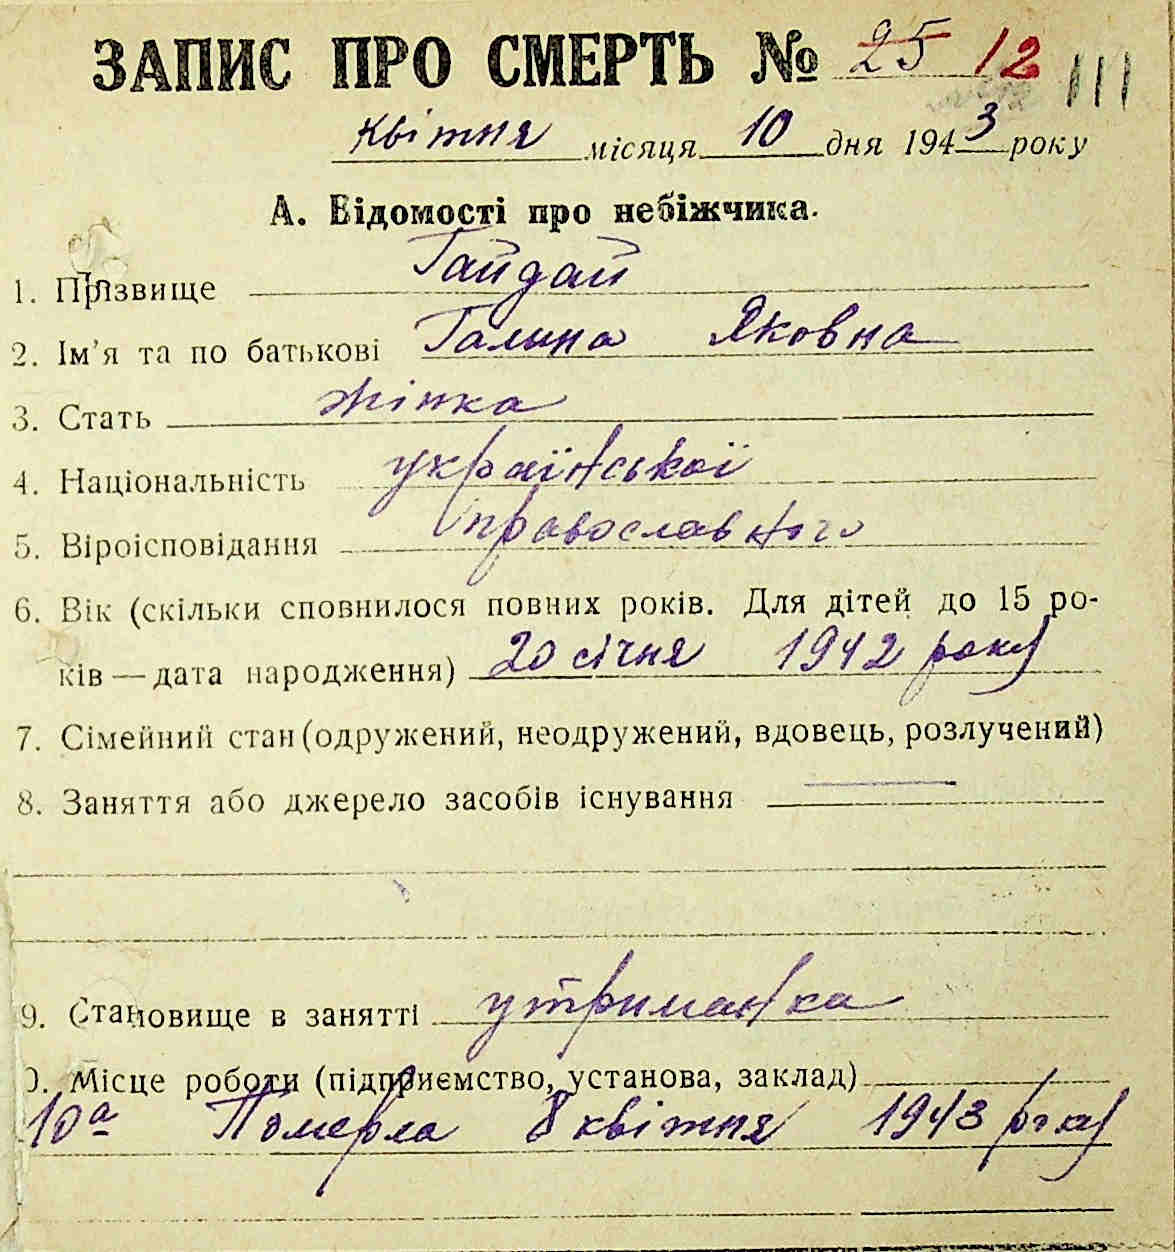 ЗАПИС ПРО СМЕРТЬ № 25 12 111
квітня місяця 10 дня 1943 року
А. Відомості про небіжчика.
1. Прізвище Гайдай
2. Ім'я та по батькові Галина Яковна
3. Стать жінка
4. Національність української
5. Віроісповідання православного
6. Вік (скільки сповнилося повних років. Для дітей до 15 ро-
ків — дата народження) 20 січня 1942 року
7. Сімейний стан (одружений, неодружений, вдовець, розлучений)
8. Заняття або джерело засобів існування
9. Становище в занятті утриманка
0. Місце роботи (підприємство, установа, заклад)
10а Померла 8 квітня 1943 року